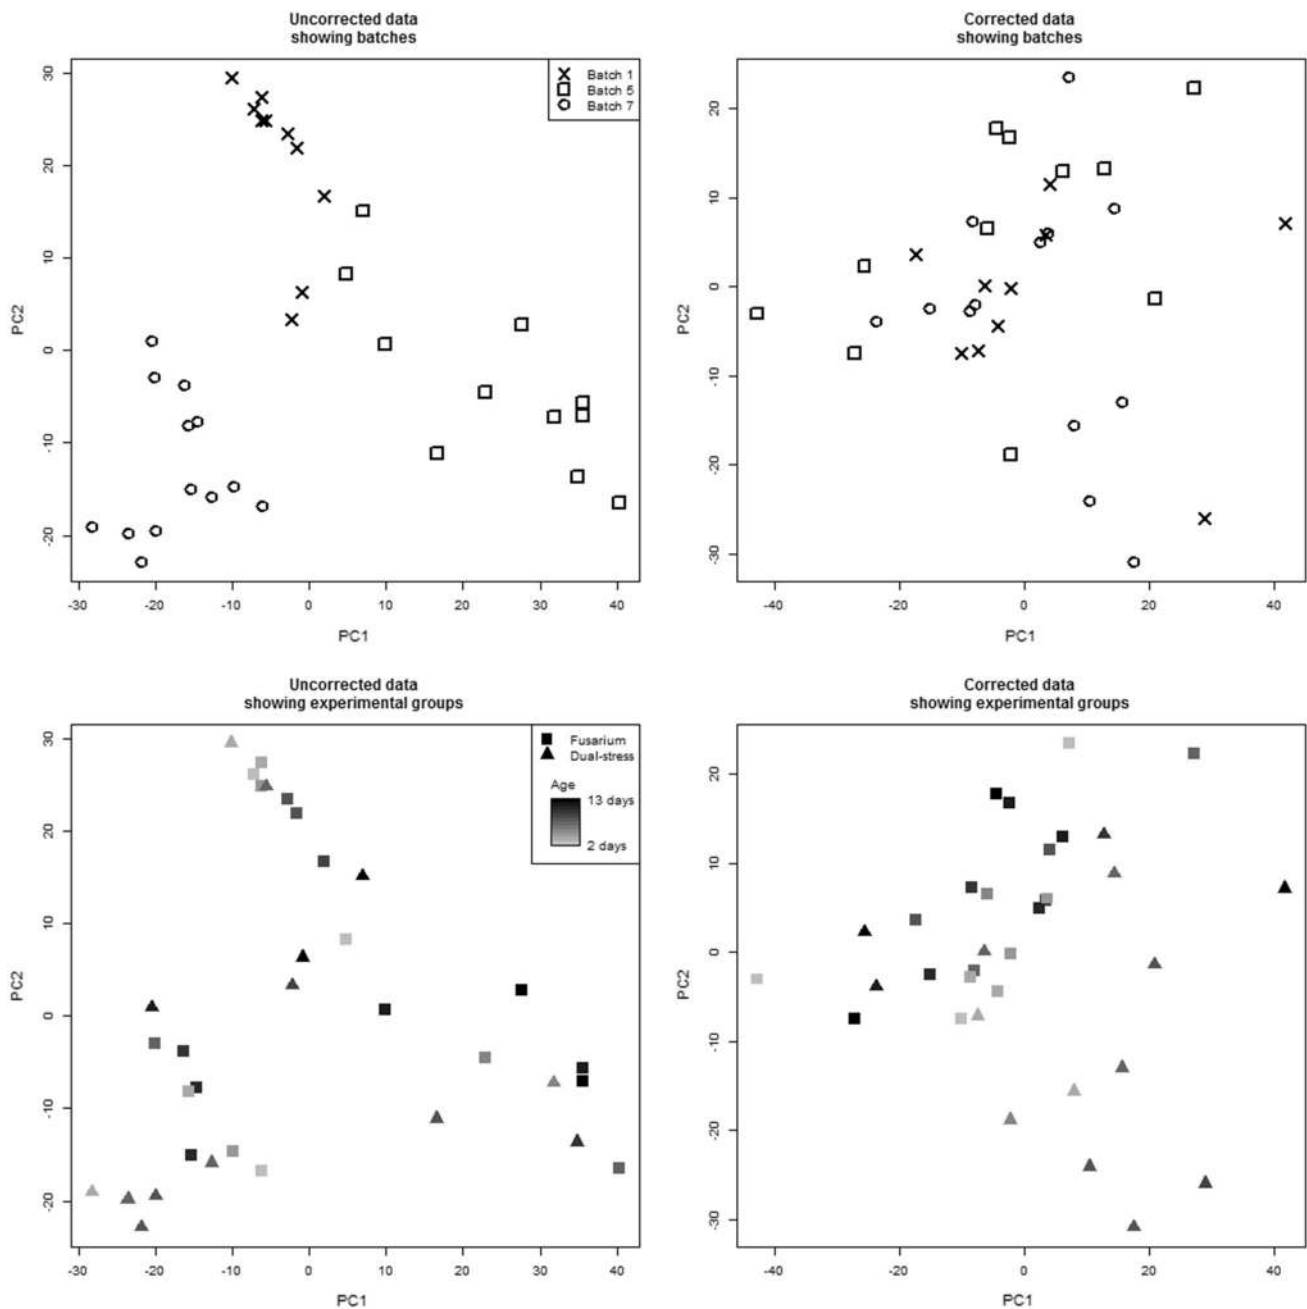 Uncorrected data
showing batches
30
20
10
0
-10
-20
PC2
Batch 1
Batch 5
Batch 7
-30
-20
-10
0
10
20
30
40
PC1
Corrected data
showing batches
20
10
0
-10
-20
-30
PC2
-40
-20
0
20
40
PC1
Uncorrected data
showing experimental groups
30
20
10
0
-10
-20
PC2
Fusarium
Dual-stress
Age
13 days
2 days
-30
-20
-10
0
10
20
30
40
PC1
Corrected data
showing experimental groups
20
10
0
-10
-20
-30
PC2
-40
-20
0
20
40
PC1